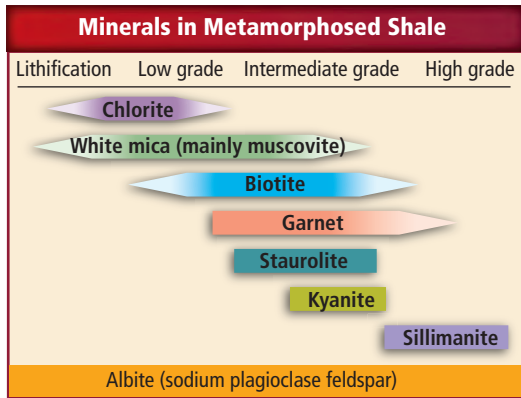 Minerals in Metamorphosed Shale
Lithification Low grade Intermediate grade High grade
Chlorite
White mica (mainly muscovite)
Biotite
Garnet
Staurolite
Kyanite
Sillimanite
Albite (sodium plagioclase feldspar)